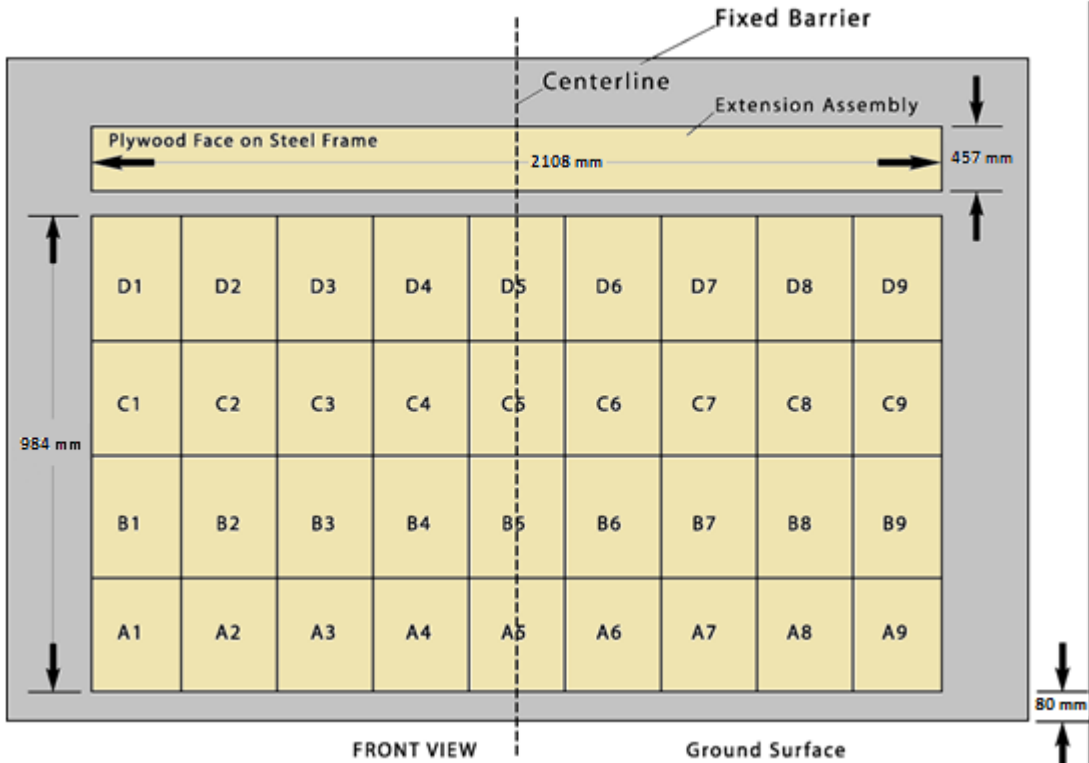 Fixed Barrier
Centerline
Extension Assembly
Plywood Face on Steel Frame
2108 mm
457 mm
D1 D2 D3 D4 D5 D6 D7 D8 D9
C1 C2 C3 C4 C5 C6 C7 C8 C9
984 mm
B1 B2 B3 B4 B5 B6 B7 B8 B9
A1 A2 A3 A4 A5 A6 A7 A8 A9
80 mm
FRONT VIEW
Ground Surface